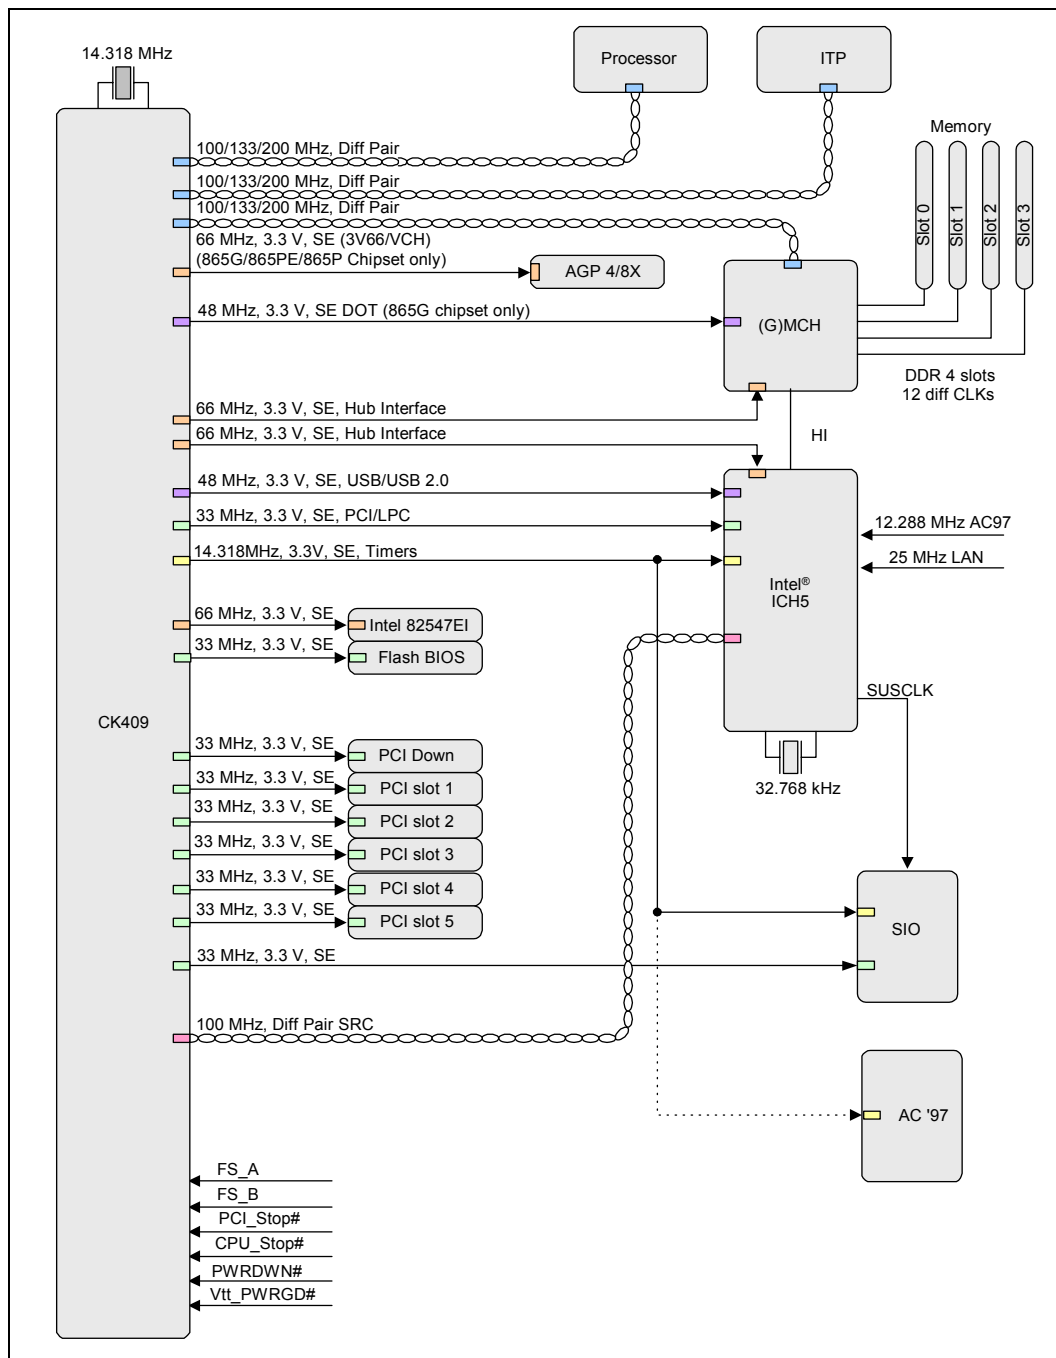 14.318 MHz
Processor
ITP
Memory
Slot 0
Slot 1
Slot 2
Slot 3
100/133/200 MHz, Diff Pair
100/133/200 MHz, Diff Pair
100/133/200 MHz, Diff Pair
66 MHz, 3.3 V, SE (3V66/VCH)
(865G/865PE/865P Chipset only)
AGP 4/8X
48 MHz, 3.3 V, SE DOT (865G chipset only)
(G)MCH
DDR 4 slots
12 diff CLKs
66 MHz, 3.3 V, SE, Hub Interface
66 MHz, 3.3 V, SE, Hub Interface
HI
48 MHz, 3.3 V, SE, USB/USB 2.0
33 MHz, 3.3 V, SE, PCI/LPC
14.318MHz, 3.3V, SE, Timers
12.288 MHz AC97
25 MHz LAN
Intel®
ICH5
66 MHz, 3.3 V, SE
Intel 82547EI
33 MHz, 3.3 V, SE
Flash BIOS
SUSCLK
CK409
32.768 kHz
33 MHz, 3.3 V, SE
PCI Down
33 MHz, 3.3 V, SE
PCI slot 1
33 MHz, 3.3 V, SE
PCI slot 2
33 MHz, 3.3 V, SE
PCI slot 3
33 MHz, 3.3 V, SE
PCI slot 4
33 MHz, 3.3 V, SE
PCI slot 5
33 MHz, 3.3 V, SE
SIO
100 MHz, Diff Pair SRC
AC '97
FS_A
FS_B
PCI_Stop#
CPU_Stop#
PWRDWN#
Vtt_PWRGD#